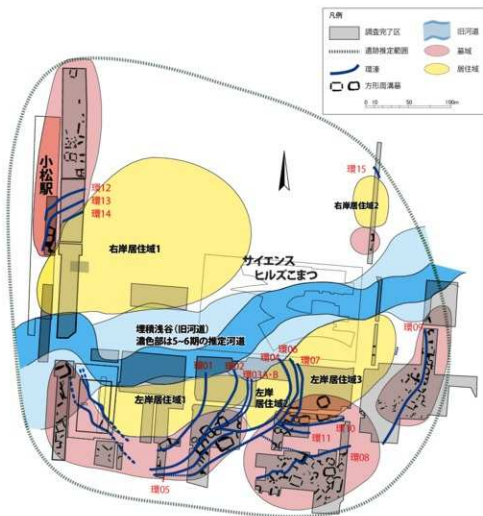 凡例
調査完了区
旧河道
遺跡推定範囲
墓域
環濠
居住域
方形周溝墓
0 10 50 100m
小松駅
環12
環13
環14
環15
右岸居住域1
右岸居住域2
サイエンス
ヒルズこまつ
埋積浅谷(旧河道)
濃色部は5~6期の推定河道
環09
環06
環04
環07
環01
環02
環03A・B
左岸居住域1
左岸
居住域2
左岸居住域3
環10
環11
環08
環05